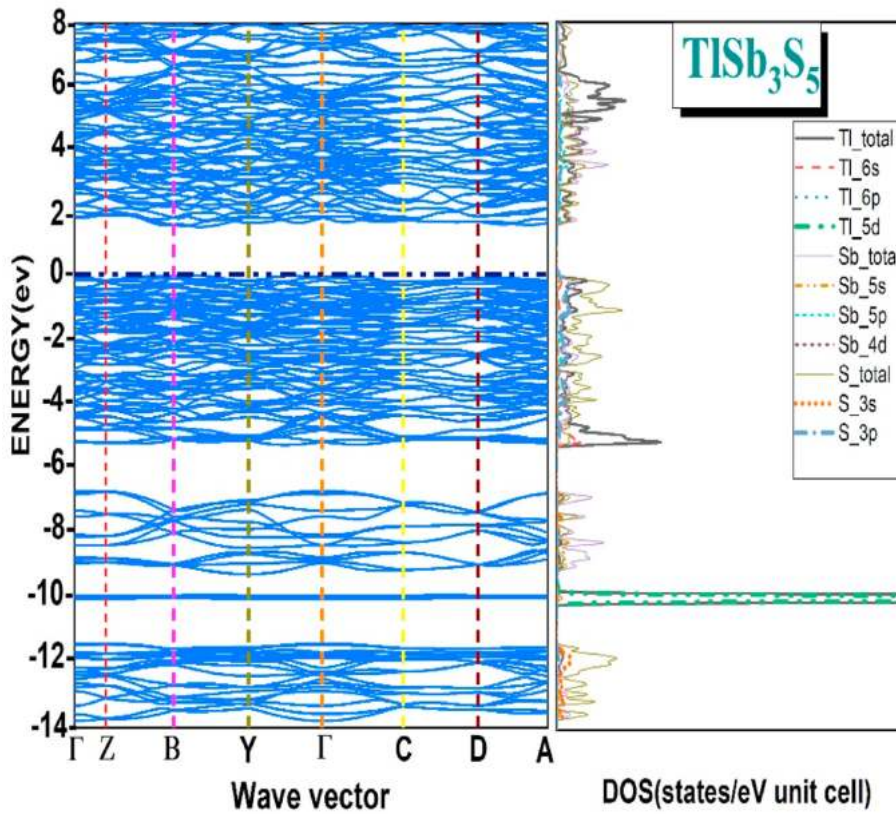 TlSb₃S₅
8
6
4
2
0
-2
-4
-6
-8
-10
-12
-14
ENERGY(ev)
Γ Z B Y Γ C D A
Wave vector
Tl_total
Tl_6s
Tl_6p
Tl_5d
Sb_total
Sb_5s
Sb_5p
Sb_4d
S_total
S_3s
S_3p
DOS(states/eV unit cell)